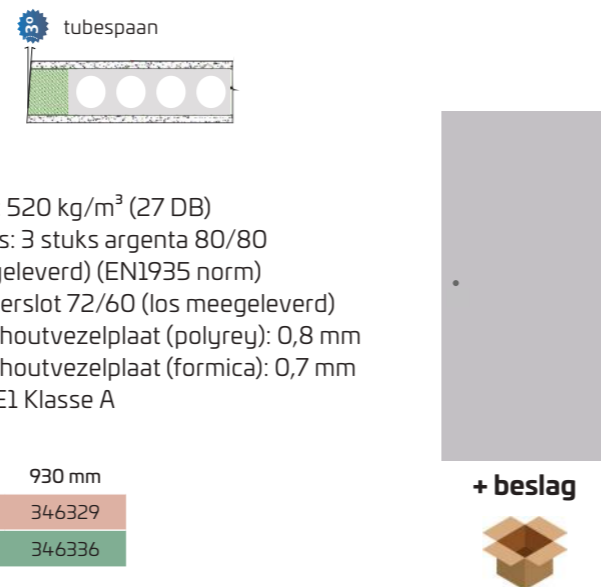 3°
tubespaan
520 kg/m³ (27 DB)
s: 3 stuks argenta 80/80
geleverd) (EN1935 norm)
erslot 72/60 (los meegeleverd)
houtvezelplaat (polyrey): 0,8 mm
houtvezelplaat (formica): 0,7 mm
E1 Klasse A
930 mm
346329
346336
+ beslag